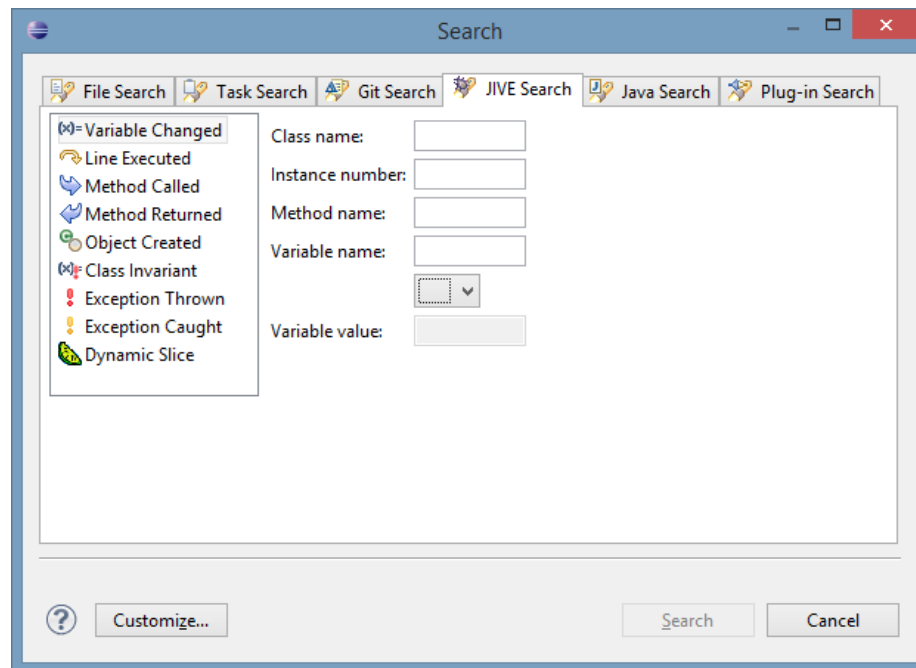 Search
File Search Task Search Git Search JIVE Search Java Search Plug-in Search
(x)= Variable Changed
Line Executed
Method Called
Method Returned
Object Created
Class Invariant
Exception Thrown
Exception Caught
Dynamic Slice
Class name:
Instance number:
Method name:
Variable name:
Variable value:
Customize...
Search
Cancel